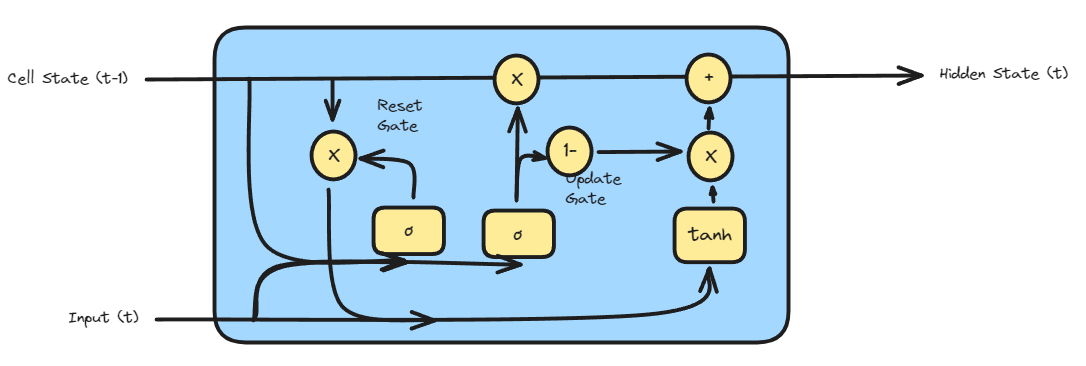 Cell State (t-1)
x
+
Hidden State (t)
Reset
Gate
x
1-
x
Update
Gate
σ
σ
tanh
Input (t)